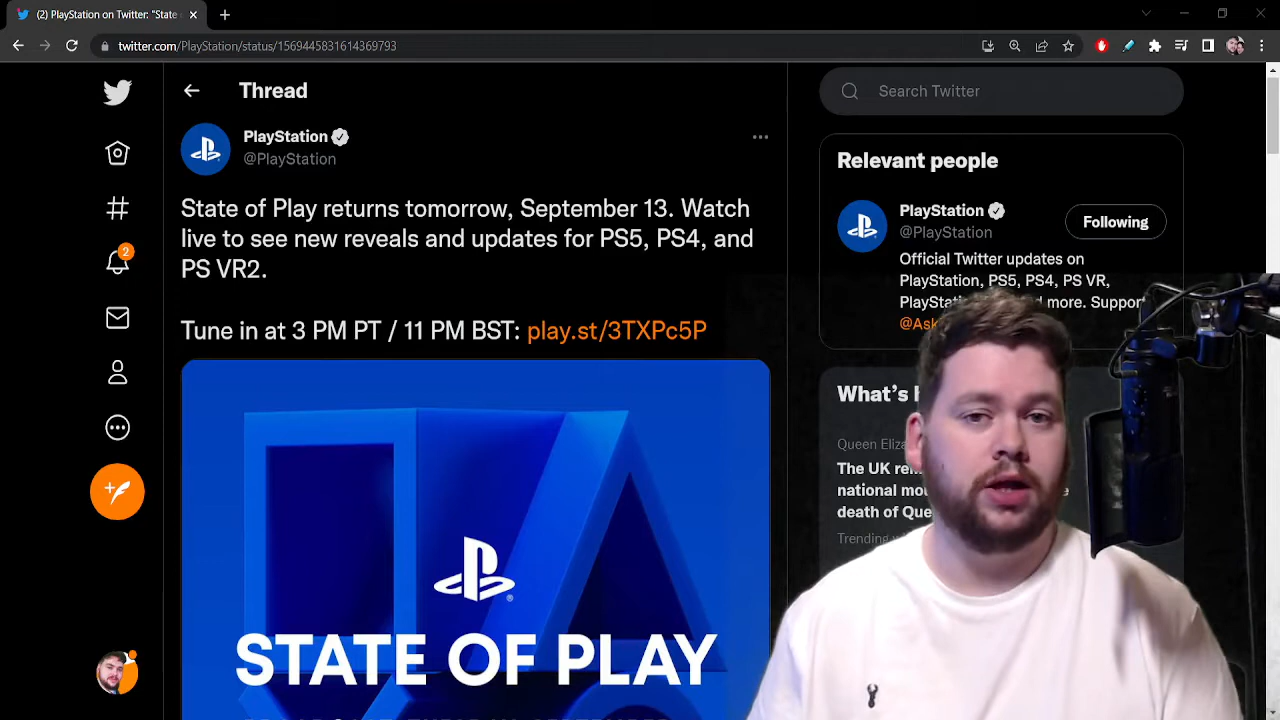 (2) PlayStation on Twitter: "State
twitter.com/PlayStation/status/1569445831614369793
Thread
Search Twitter
PlayStation
@PlayStation
State of Play returns tomorrow, September 13. Watch
live to see new reveals and updates for PS5, PS4, and
PS VR2.
Tune in at 3 PM PT / 11 PM BST: play.st/3TXPc5P
STATE OF PLAY
2
Relevant people
PlayStation
@PlayStation
Following
Official Twitter updates on
PlayStation, PS5, PS4, PS VR,
more. Support
What's
Queen
The UK
national
death of
Trending